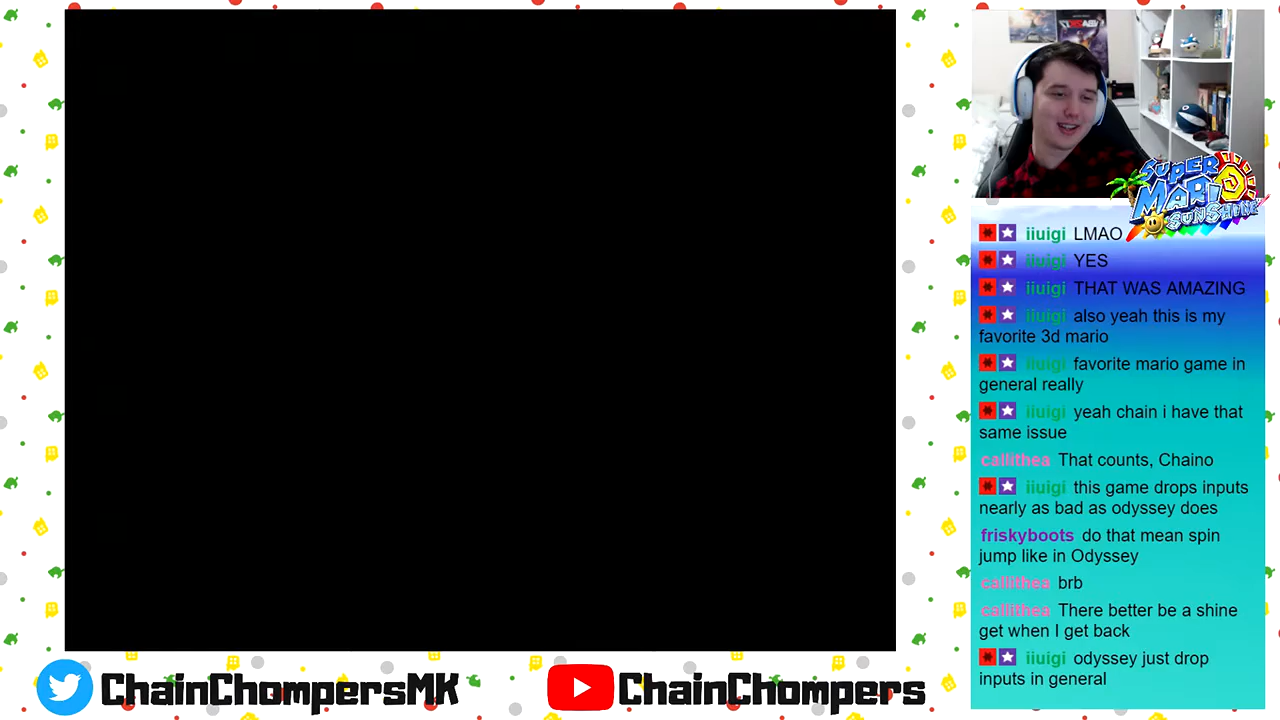 SUPER
MARIO
SUNSHINE
iiuigi LMAO
iiuigi YES
iiuigi THAT WAS AMAZING
iiuigi also yeah this is my
favorite 3d mario
iiuigi favorite mario game in
general really
iiuigi yeah chain i have that
same issue
callithea That counts, Chaino
iiuigi this game drops inputs
nearly as bad as odyssey does
friskyboots do that mean spin
jump like in Odyssey
callithea brb
callithea There better be a shine
get when I get back
iiuigi odyssey just drop
inputs in general
ChainChompersMK
ChainChompers